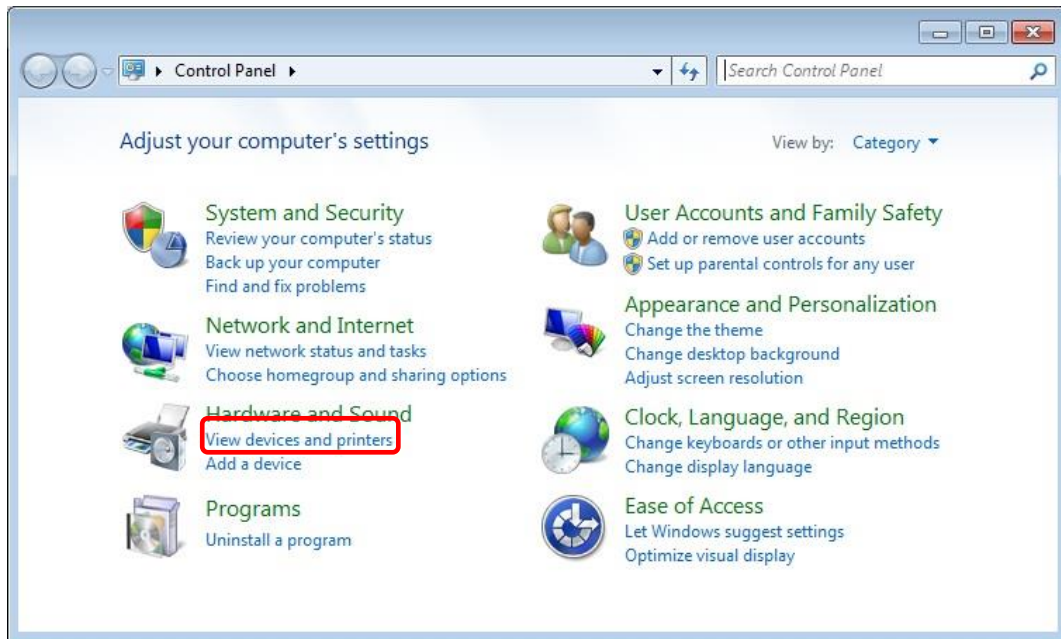 Control Panel
Search Control Panel
Adjust your computer's settings
View by: Category
System and Security
Review your computer's status
Back up your computer
Find and fix problems
Network and Internet
View network status and tasks
Choose homegroup and sharing options
Hardware and Sound
View devices and printers
Add a device
Programs
Uninstall a program
User Accounts and Family Safety
Add or remove user accounts
Set up parental controls for any user
Appearance and Personalization
Change the theme
Change desktop background
Adjust screen resolution
Clock, Language, and Region
Change keyboards or other input methods
Change display language
Ease of Access
Let Windows suggest settings
Optimize visual display